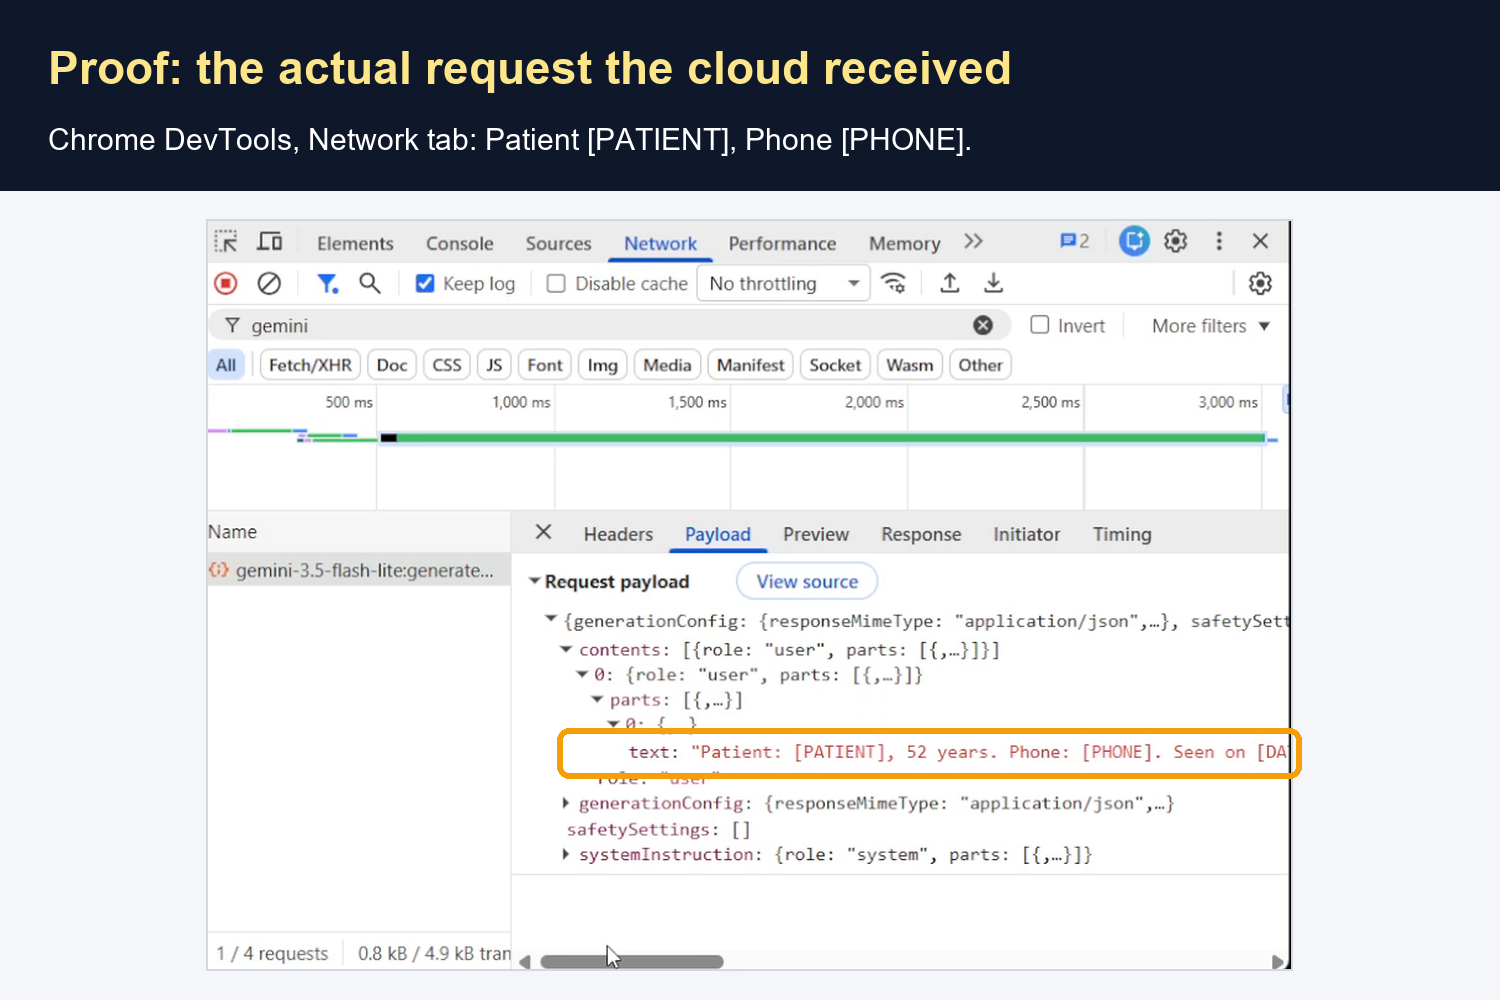 Proof: the actual request the cloud received
Chrome DevTools, Network tab: Patient [PATIENT], Phone [PHONE].
Elements Console Sources Network Performance Memory 2
Keep log Disable cache No throttling
gemini Invert More filters
All Fetch/XHR Doc CSS JS Font Img Media Manifest Socket Wasm Other
500 ms 1,000 ms 1,500 ms 2,000 ms 2,500 ms 3,000 ms
Name
gemini-3.5-flash-lite:generate...
Headers Payload Preview Response Initiator Timing
Request payload View source
{generationConfig: {responseMimeType: "application/json",…}, safetySett
contents: [{role: "user", parts: [{,…}]}]
0: {role: "user", parts: [{,…}]}
parts: [{,…}]
0: {,…}
text: "Patient: [PATIENT], 52 years. Phone: [PHONE]. Seen on [DA
role: "user"
generationConfig: {responseMimeType: "application/json",…}
safetySettings: []
systemInstruction: {role: "system", parts: [{,…}]}
1 / 4 requests 0.8 kB / 4.9 kB tran